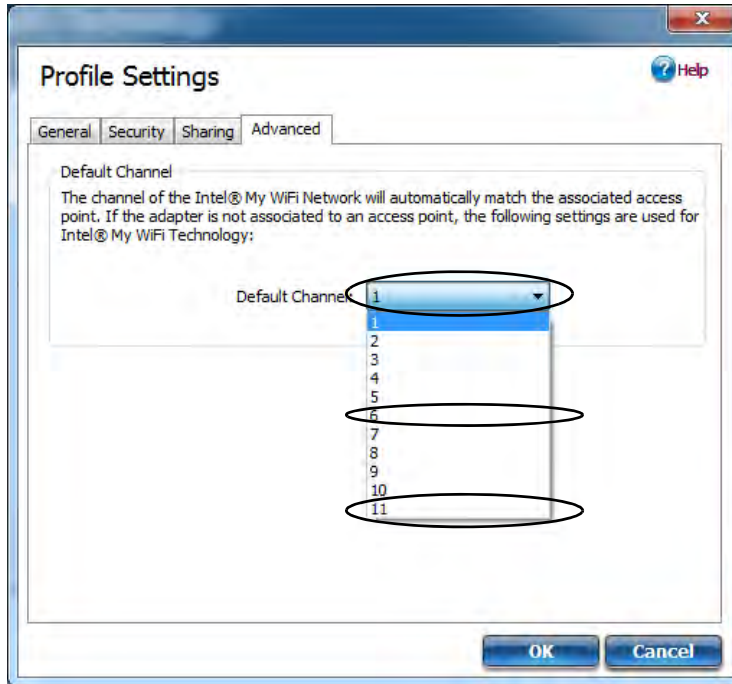 Profile Settings
Help
General Security Sharing Advanced
Default Channel
The channel of the Intel® My WiFi Network will automatically match the associated access
point. If the adapter is not associated to an access point, the following settings are used for
Intel® My WiFi Technology:
Default Channel: 1
1
2
3
4
5
6
7
8
9
10
11
OK Cancel